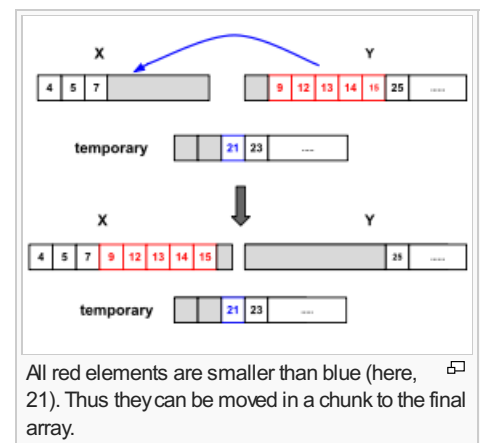 X Y
4 5 7 9 12 13 14 15 25 .....
temporary 21 23 ....
X Y
4 5 7 9 12 13 14 15 25 .....
temporary 21 23 ....
All red elements are smaller than blue (here,
21). Thus they can be moved in a chunk to the final
array.